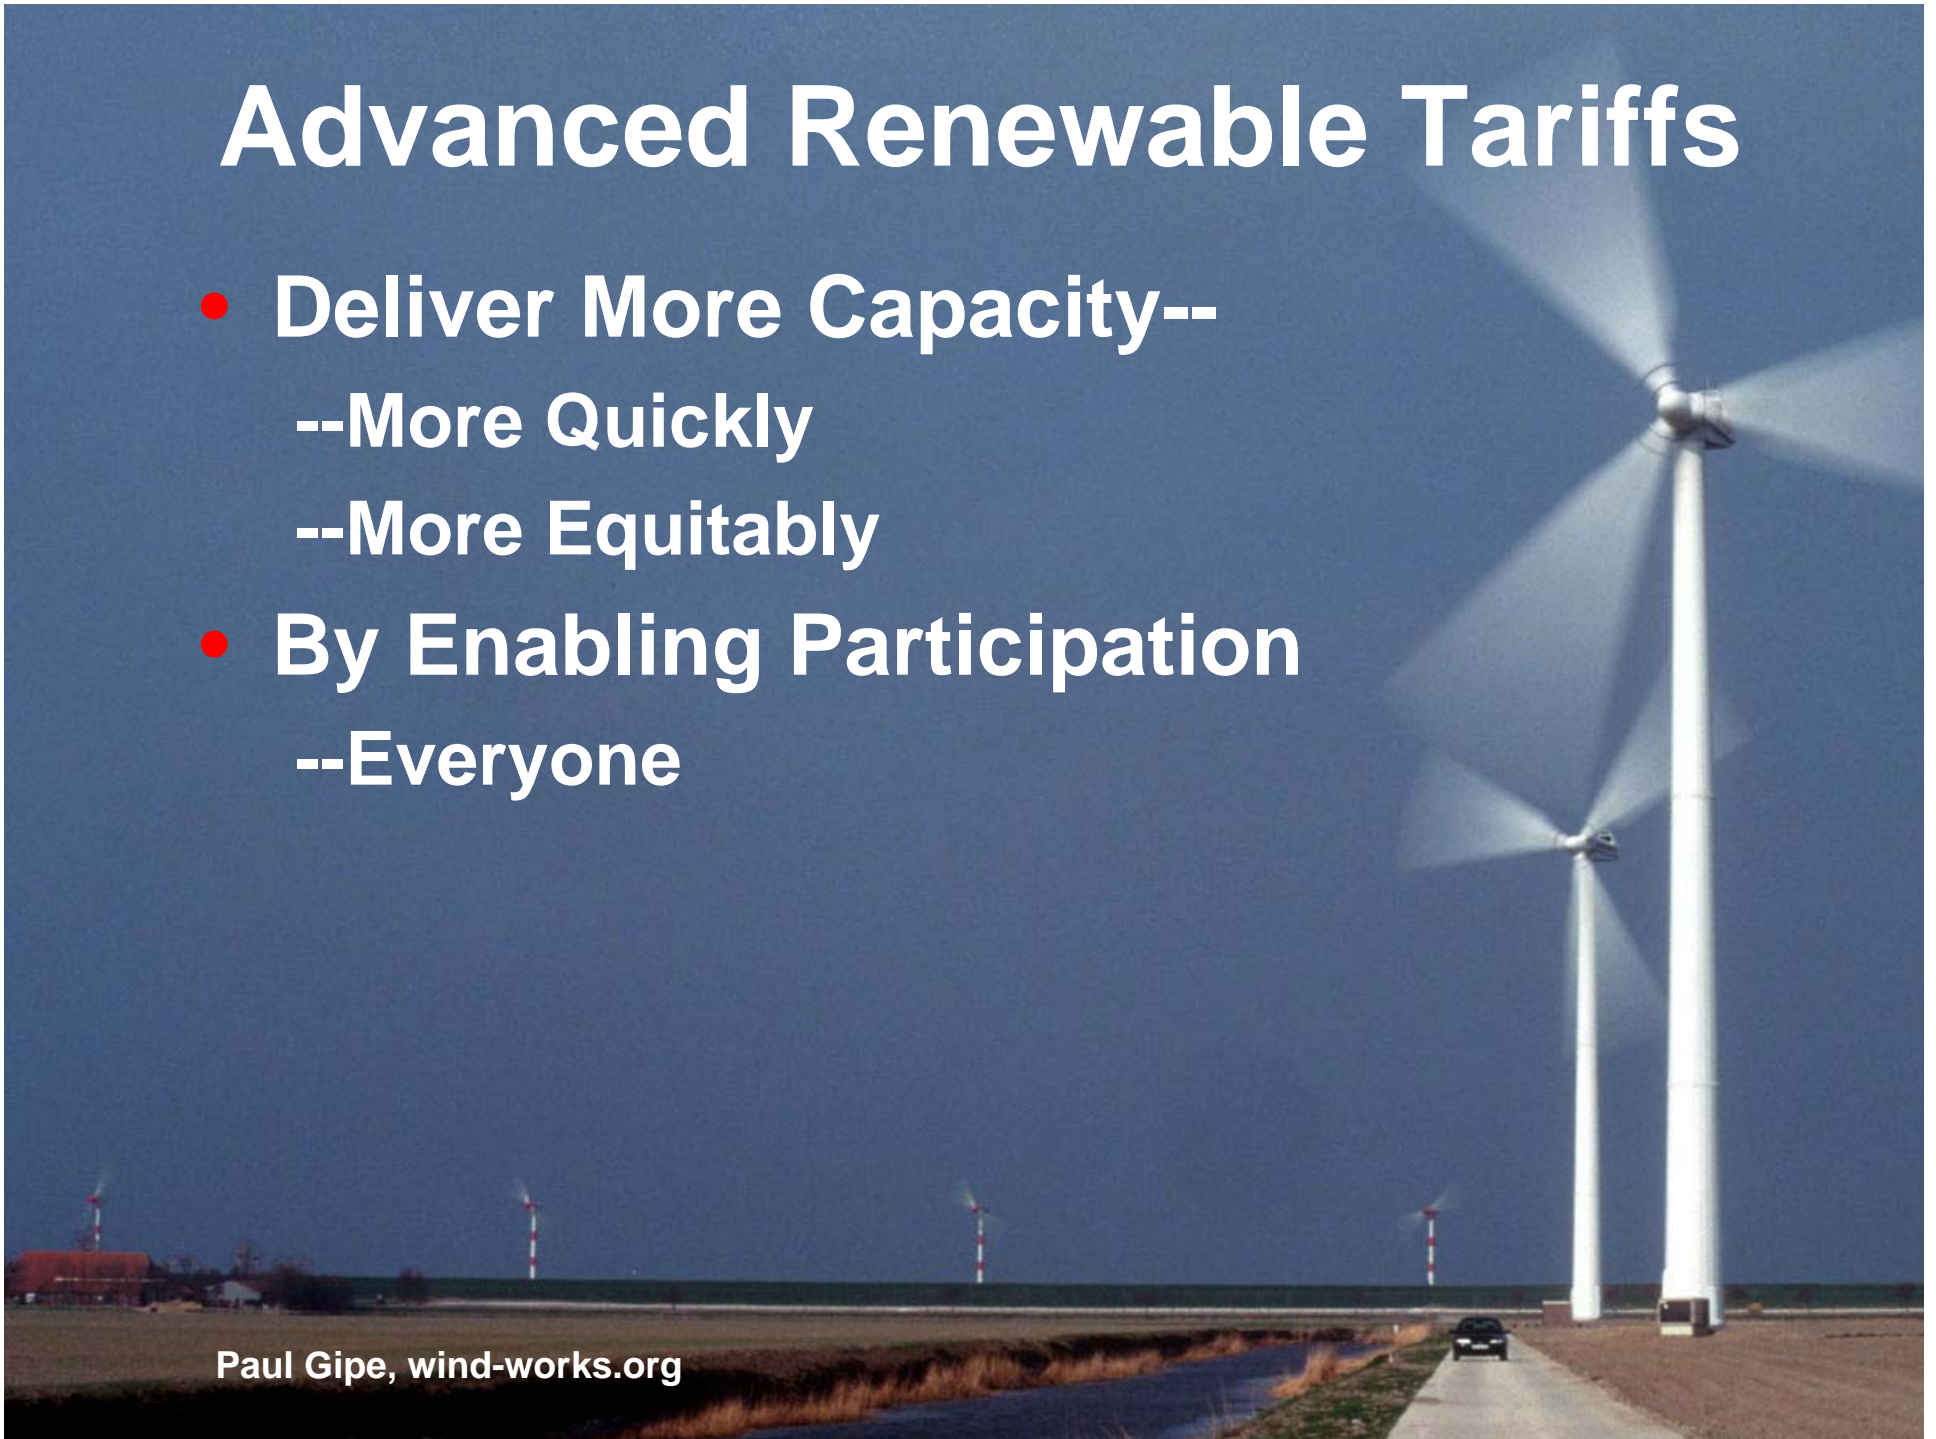 Advanced Renewable Tariffs
• Deliver More Capacity--
--More Quickly
--More Equitably
• By Enabling Participation
--Everyone
Paul Gipe, wind-works.org